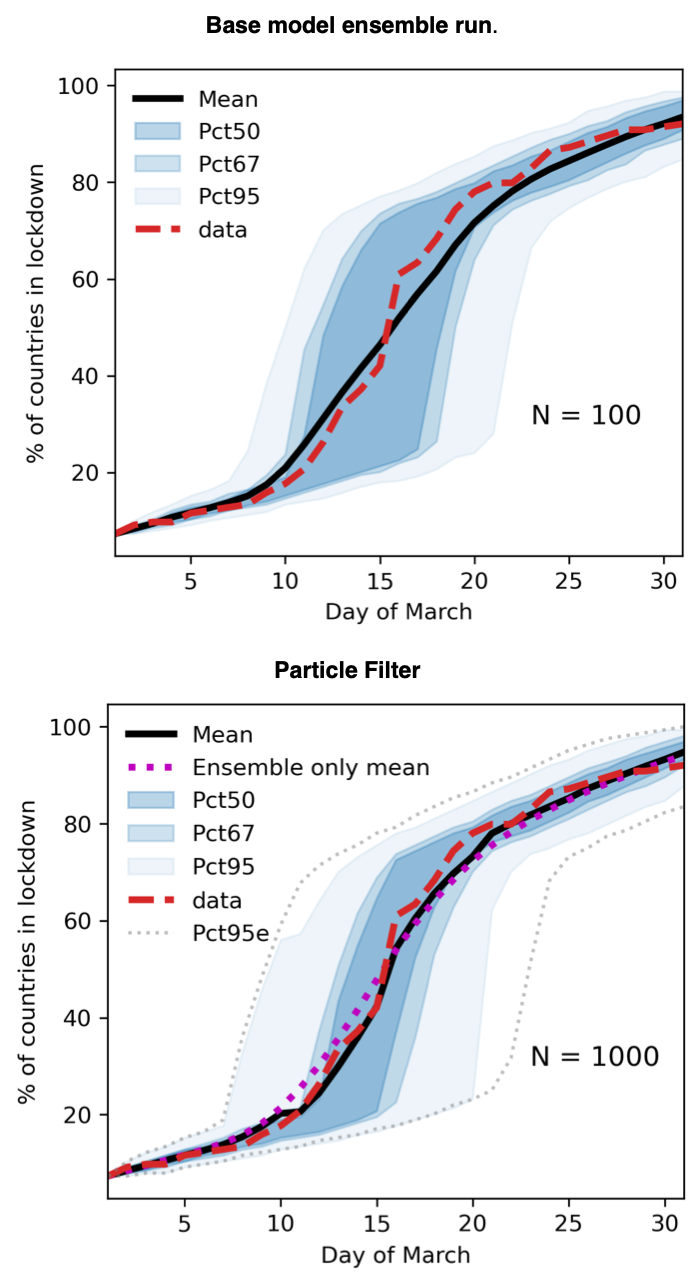 Base model ensemble run.
100
80
60
40
20
% of countries in lockdown
Mean
Pct50
Pct67
Pct95
data
N = 100
5 10 15 20 25 30
Day of March
Particle Filter
100
80
60
40
20
% of countries in lockdown
Mean
Ensemble only mean
Pct50
Pct67
Pct95
data
Pct95e
N = 1000
5 10 15 20 25 30
Day of March